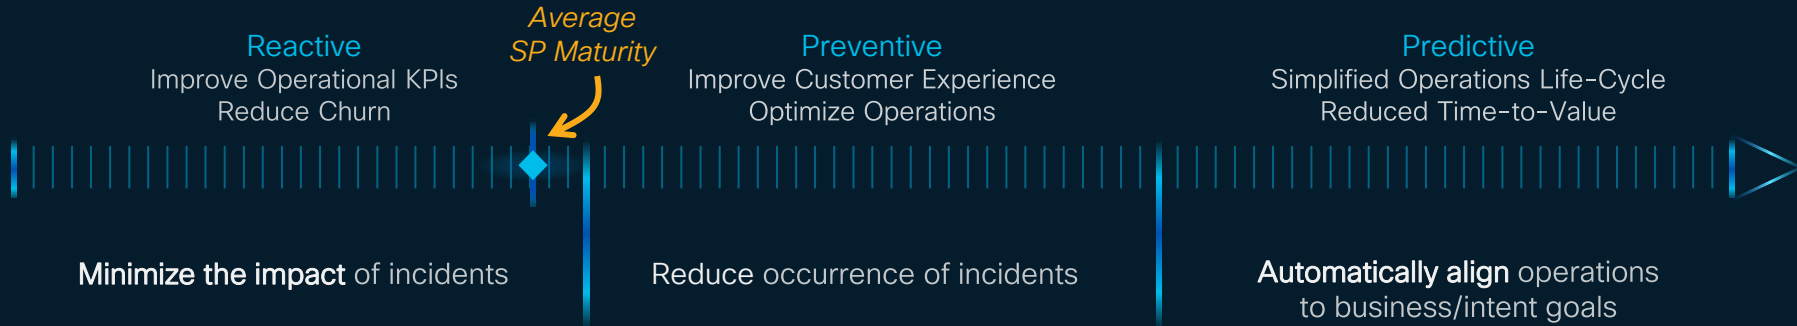 Average
SP Maturity
Reactive
Improve Operational KPIs
Reduce Churn
Preventive
Improve Customer Experience
Optimize Operations
Predictive
Simplified Operations Life-Cycle
Reduced Time-to-Value
Minimize the impact of incidents
Reduce occurrence of incidents
Automatically align operations
to business/intent goals